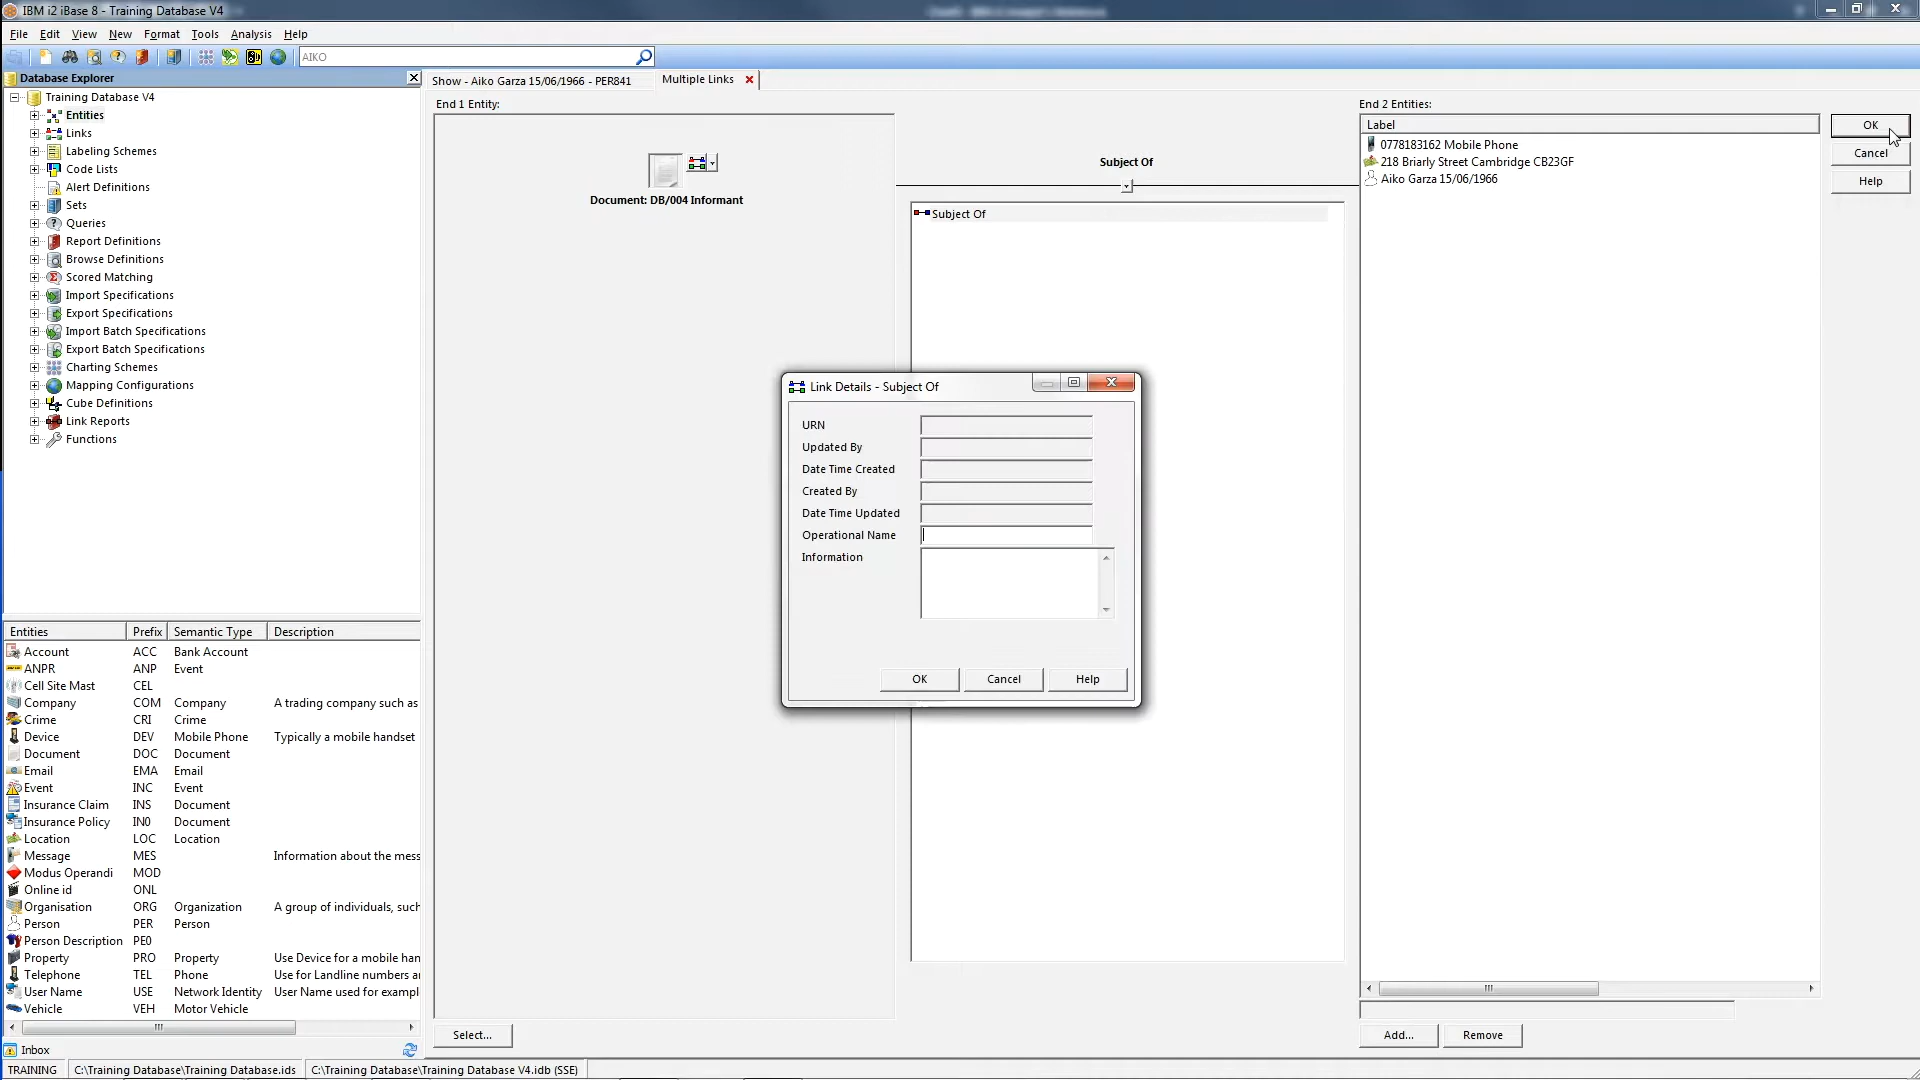 IBM i2 iBase 8 - Training Database V4
File Edit View New Format Tools Analysis Help
AIKO
Database Explorer
Training Database V4
Entities
Links
Labeling Schemes
Code Lists
Alert Definitions
Sets
Queries
Report Definitions
Browse Definitions
Scored Matching
Import Specifications
Export Specifications
Import Batch Specifications
Export Batch Specifications
Charting Schemes
Mapping Configurations
Cube Definitions
Link Reports
Functions
Entities Prefix Semantic Type Description
Account ACC Bank Account
ANPR ANP Event
Cell Site Mast CEL
Company COM Company A trading company such as
Crime CRI Crime
Device DEV Mobile Phone Typically a mobile handset
Document DOC Document
Email EMA Email
Event INC Event
Insurance Claim INS Document
Insurance Policy IN0 Document
Location LOC Location
Message MES Information about the mess
Modus Operandi MOD
Online id ONL
Organisation ORG Organization A group of individuals, such
Person PER Person
Person Description PE0
Property PRO Property Use Device for a mobile han
Telephone TEL Phone Use for Landline numbers a
User Name USE Network Identity User Name used for exampl
Vehicle VEH Motor Vehicle
Inbox
TRAINING C:\Training Database\Training Database.ids C:\Training Database\Training Database V4.idb (SSE)
Show - Aiko Garza 15/06/1966 - PER841 Multiple Links
End 1 Entity:
Document: DB/004 Informant
Select...
Subject Of
Subject Of
Link Details - Subject Of
URN
Updated By
Date Time Created
Created By
Date Time Updated
Operational Name
Information
OK Cancel Help
End 2 Entities:
Label
0778183162 Mobile Phone
218 Briarly Street Cambridge CB23GF
Aiko Garza 15/06/1966
Add... Remove
OK
Cancel
Help